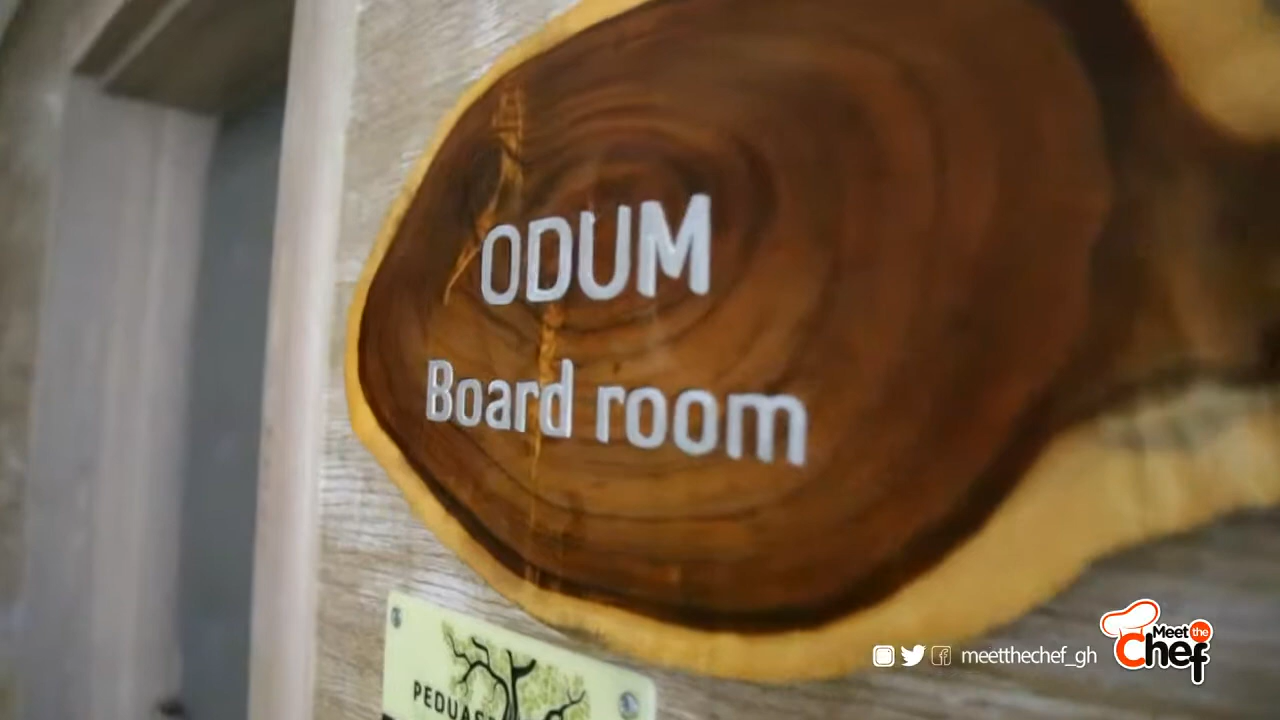 ODUM
Board room
meetthechef_gh
Meet the
Chef